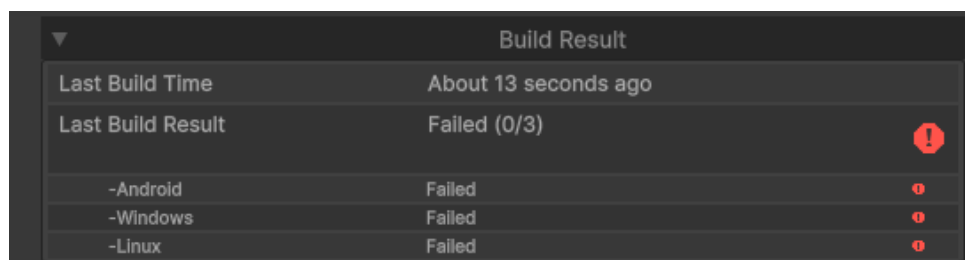 Build Result
Last Build Time About 13 seconds ago
Last Build Result Failed (0/3)
-Android Failed
-Windows Failed
-Linux Failed